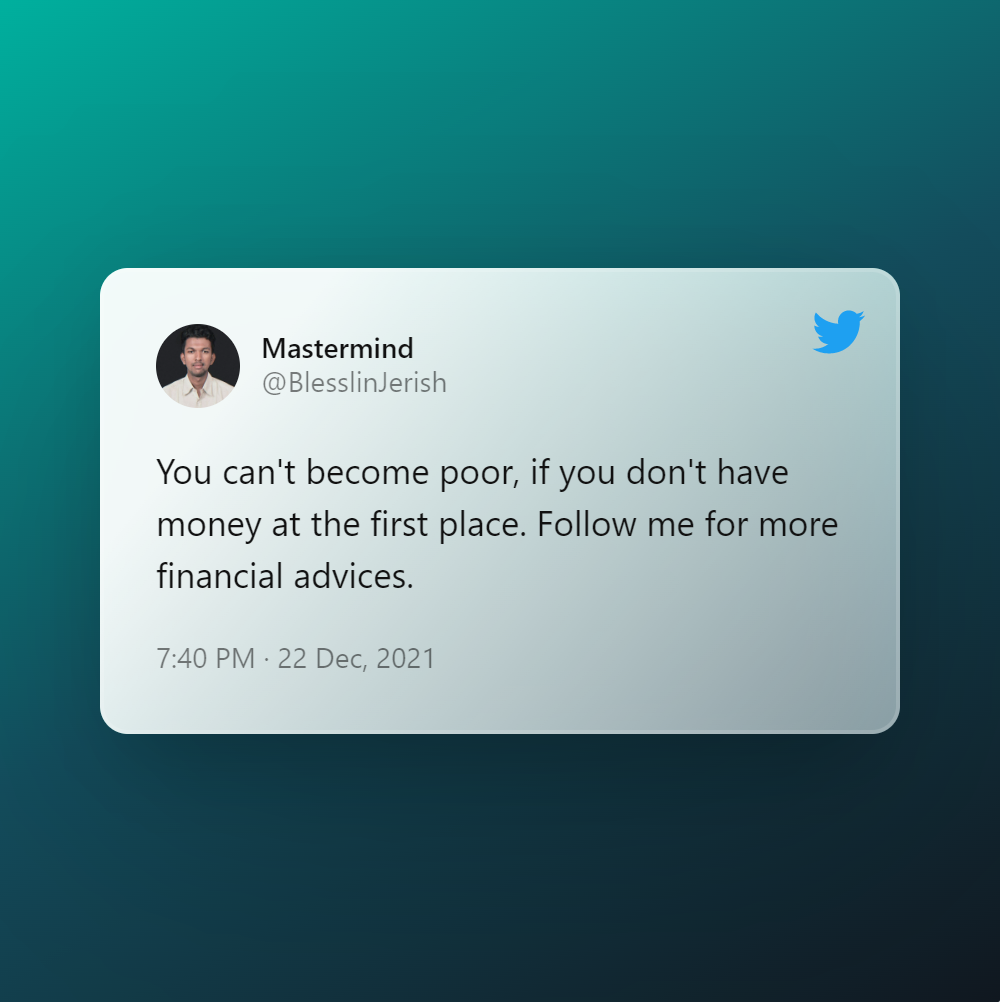 Mastermind
@BlesslinJerish
You can't become poor, if you don't have
money at the first place. Follow me for more
financial advices.
7:40 PM · 22 Dec, 2021